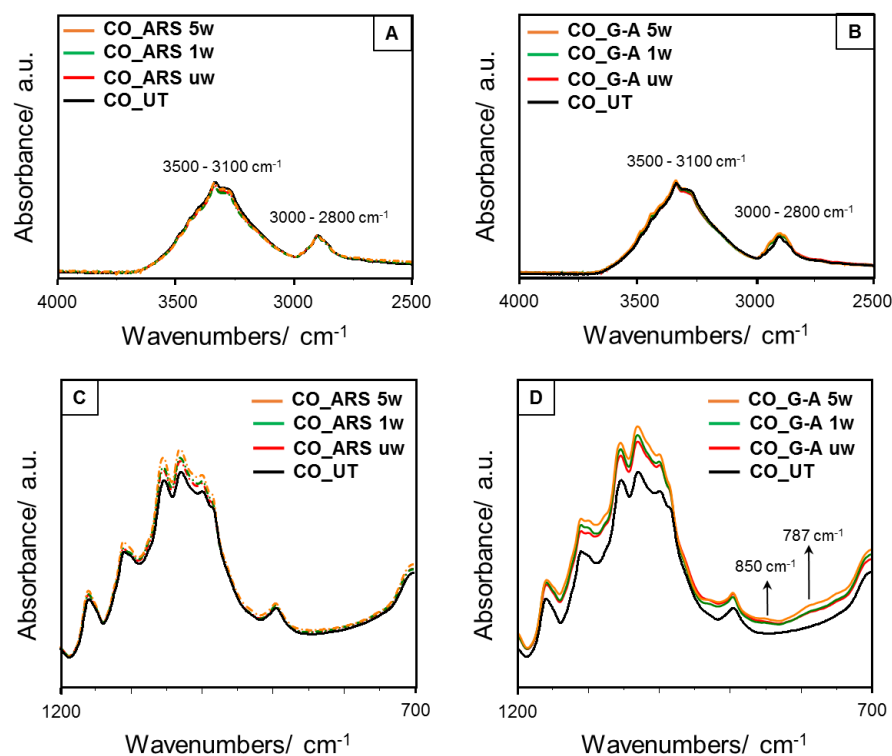 CO_ARS 5w
CO_ARS 1w
CO_ARS uw
CO_UT
A
3500 - 3100 cm⁻¹
3000 - 2800 cm⁻¹
Absorbance/ a.u.
4000
3500
3000
2500
Wavenumbers/ cm⁻¹
CO_G-A 5w
CO_G-A 1w
CO_G-A uw
CO_UT
B
3500 - 3100 cm⁻¹
3000 - 2800 cm⁻¹
Absorbance/ a.u.
4000
3500
3000
2500
Wavenumbers/ cm⁻¹
C
CO_ARS 5w
CO_ARS 1w
CO_ARS uw
CO_UT
Absorbance/ a.u.
1200
700
Wavenumbers/ cm⁻¹
D
CO_G-A 5w
CO_G-A 1w
CO_G-A uw
CO_UT
787 cm⁻¹
850 cm⁻¹
Absorbance/ a.u.
1200
700
Wavenumbers/ cm⁻¹